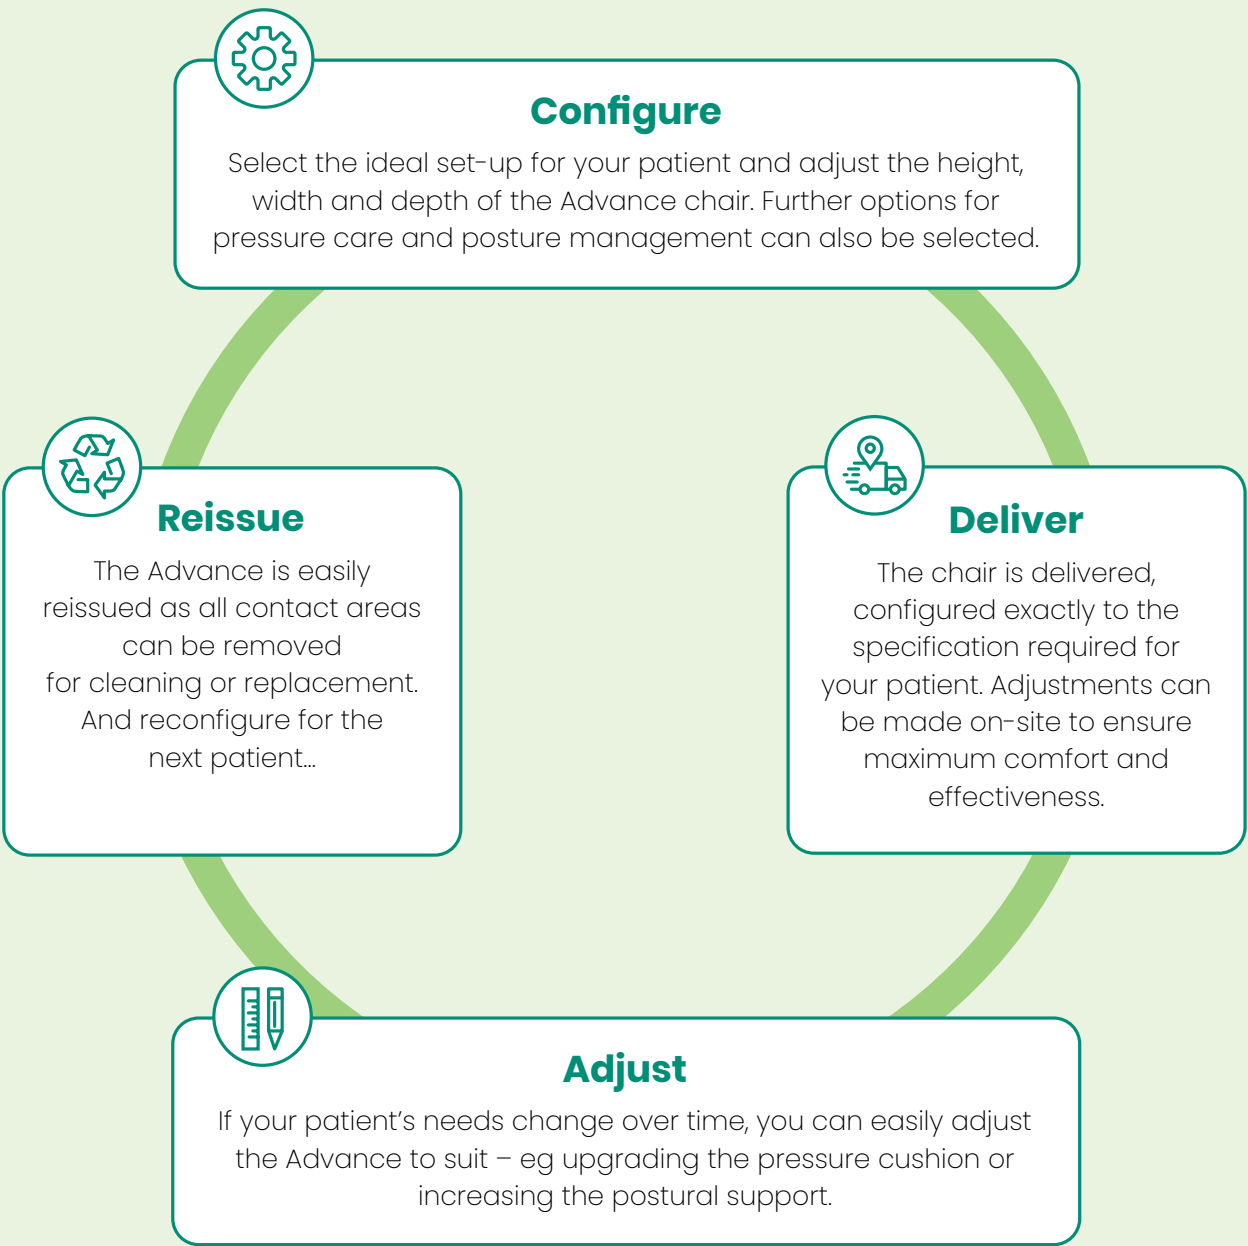 Configure
Select the ideal set-up for your patient and adjust the height,
width and depth of the Advance chair. Further options for
pressure care and posture management can also be selected.
Deliver
The chair is delivered,
configured exactly to the
specification required for
your patient. Adjustments can
be made on-site to ensure
maximum comfort and
effectiveness.
Adjust
If your patient’s needs change over time, you can easily adjust
the Advance to suit – eg upgrading the pressure cushion or
increasing the postural support.
Reissue
The Advance is easily
reissued as all contact areas
can be removed
for cleaning or replacement.
And reconfigure for the
next patient...